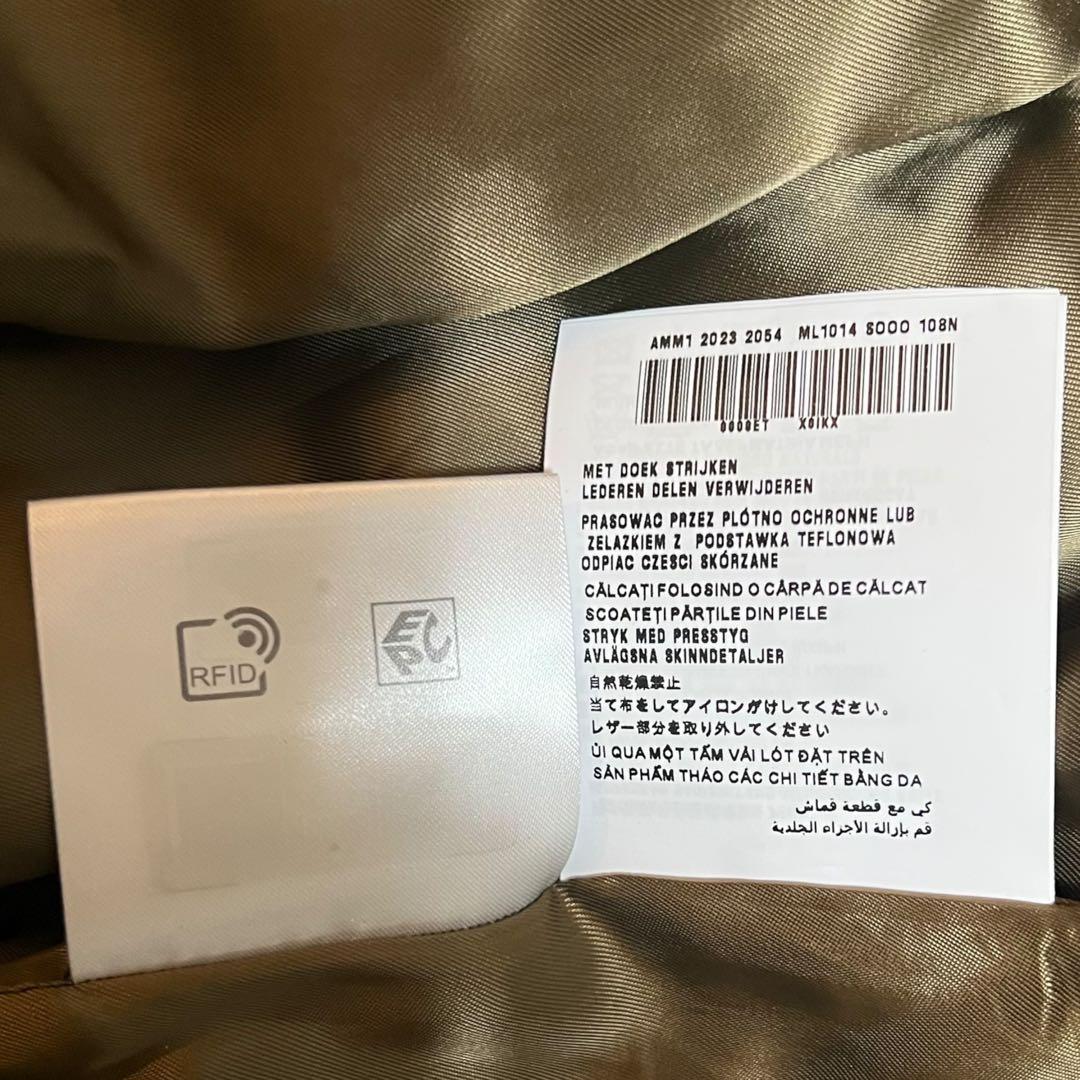 RFID
EPC
AMM1 2023 2054 ML1014 S000 108N
0009ET X01KX
MET DOEK STRIJKEN
LEDEREN DELEN VERWIJDEREN
PRASOWAC PRZEZ PLÓTNO OCHRONNE LUB
ZELAZKIEM Z PODSTAWKA TEFLONOWA
ODPIAC CZESCI SKÓRZANE
CĂLCAȚI FOLOSIND O CÂRPĂ DE CĂLCAT
SCOATEȚI PĂRȚILE DIN PIELE
STRYK MED PRESSTYG
AVLÄGSNA SKINNDETALJER
自然乾燥禁止
当て布をしてアイロンがけしてください。
レザー部分を取り外してください
ỦI QUA MỘT TẤM VẢI LÓT ĐẶT TRÊN
SẢN PHẨM THÁO CÁC CHI TIẾT BẰNG DA
كي مع قطعة قماش
قم بإرالة الأجراء الجلدية